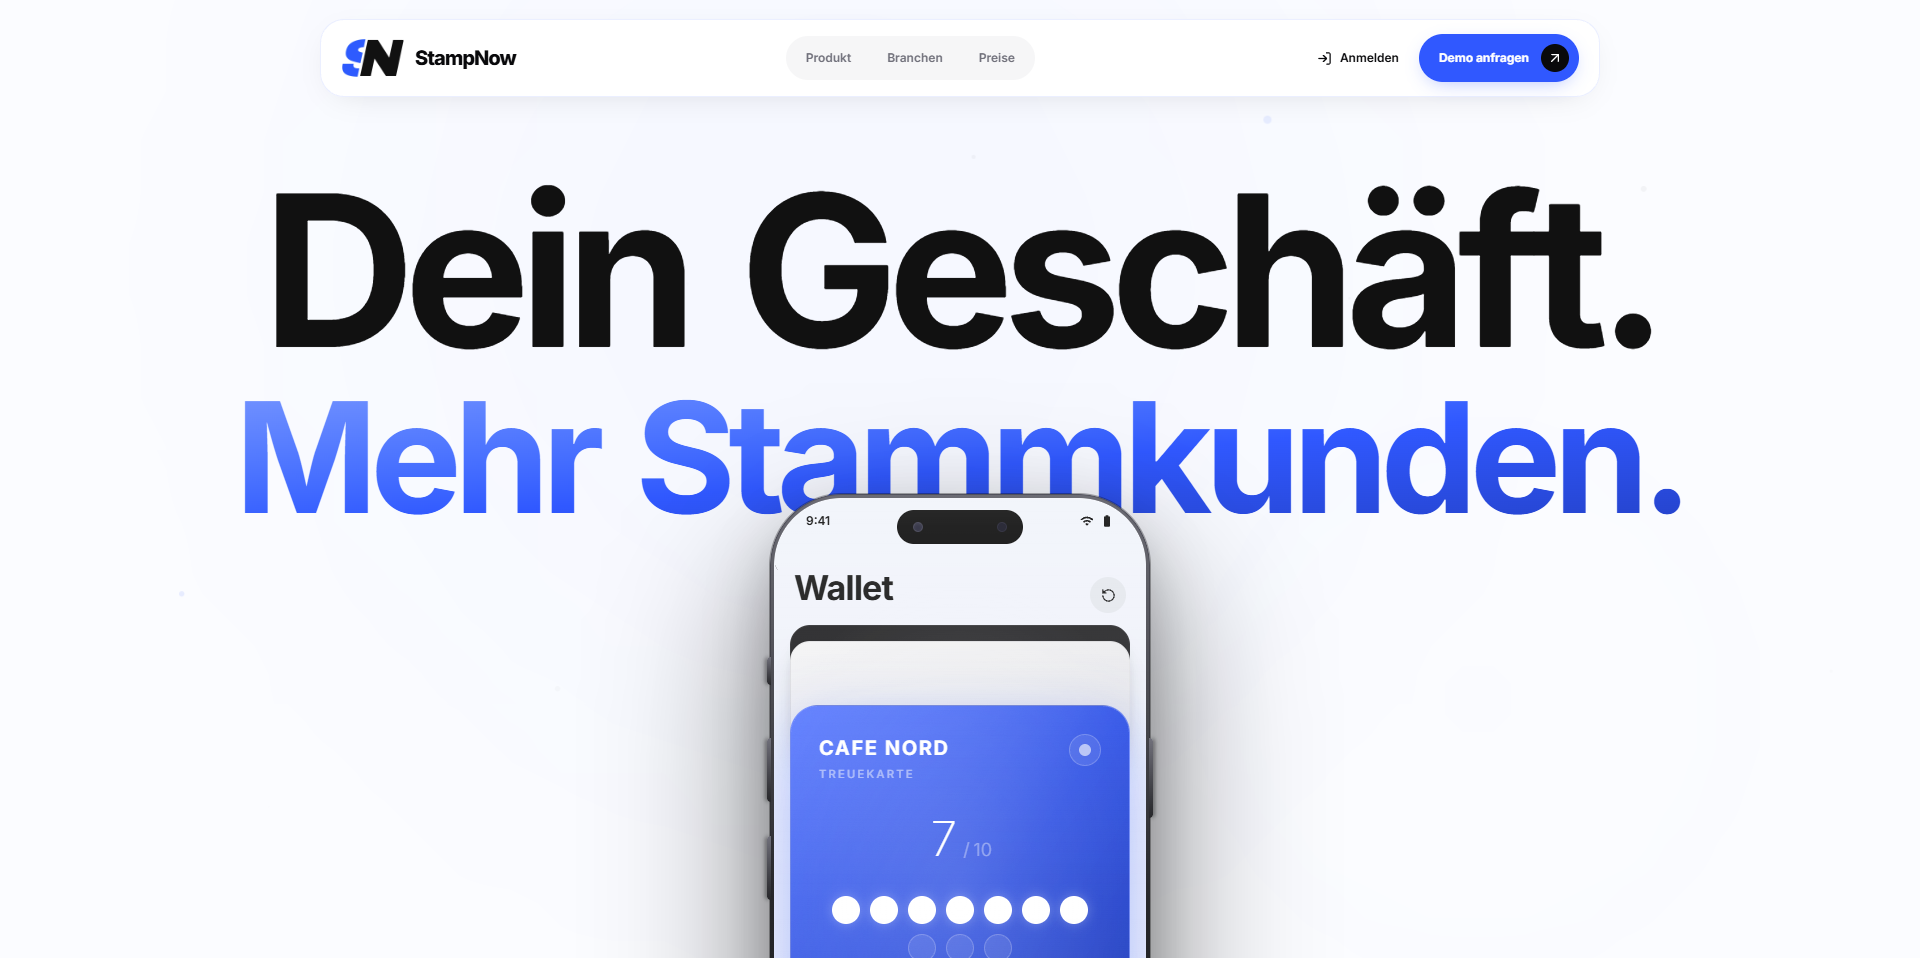 SN StampNow
Produkt Branchen Preise
Anmelden
Demo anfragen
Dein Geschäft.
Mehr Stammkunden.
9:41
Wallet
CAFE NORD
TREUEKARTE
7 / 10